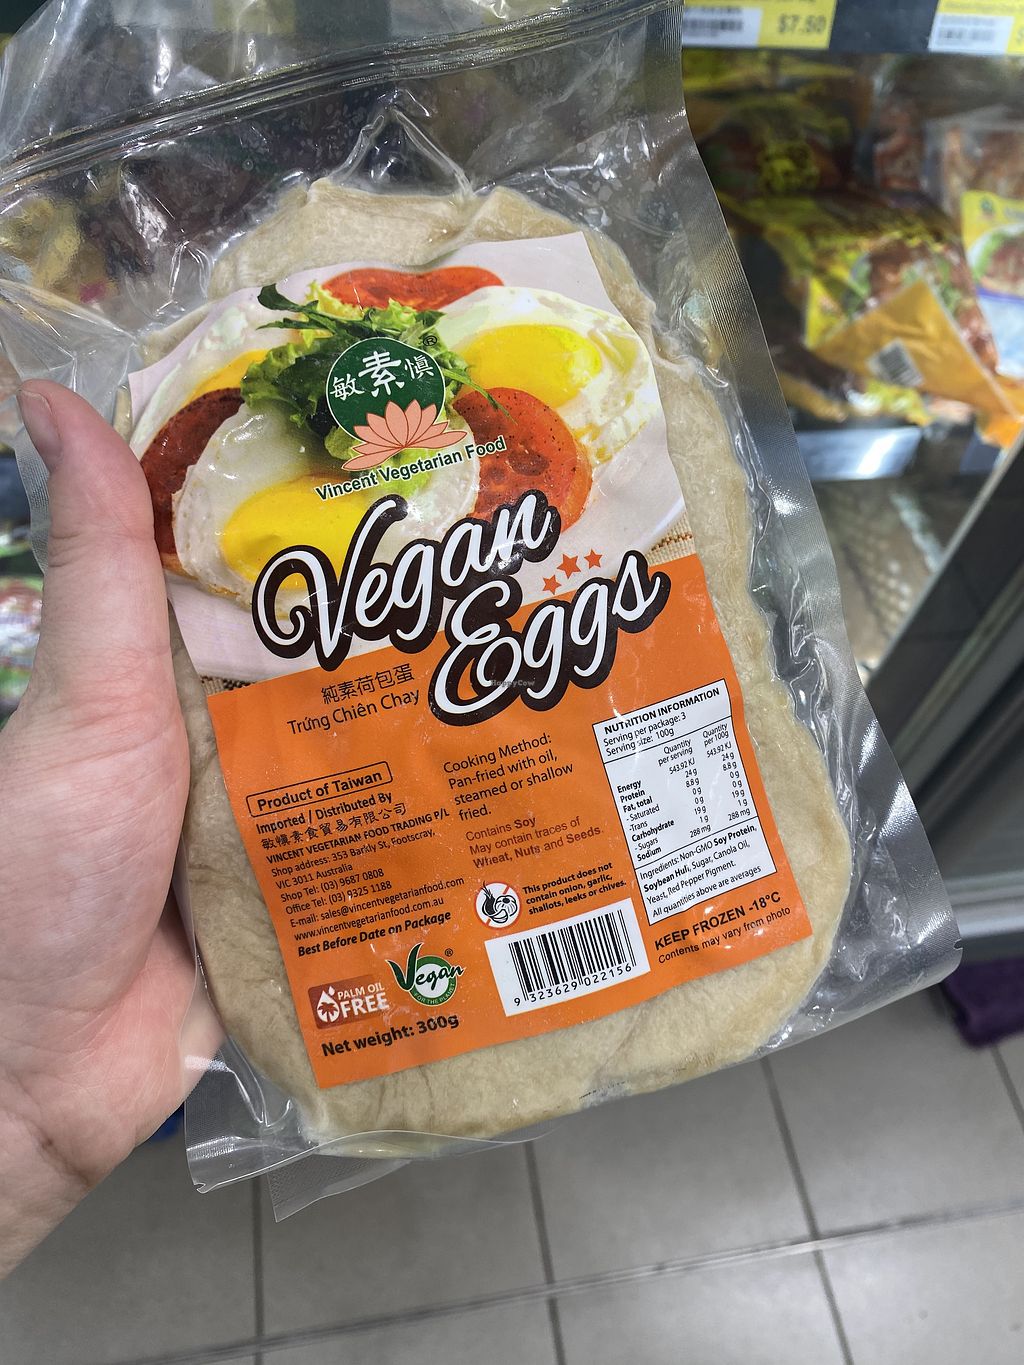 $7.50
敏素慎
®
Vincent Vegetarian Food
Vegan
Eggs
HappyCow
純素荷包蛋
Trứng Chiên Chay
Product of Taiwan
Imported / Distributed By
敏慎素食貿易有限公司
VINCENT VEGETARIAN FOOD TRADING P/L
Shop address: 353 Barkly St, Footscray,
VIC 3011 Australia
Shop Tel: (03) 9687 0808
Office Tel: (03) 9325 1188
E-mail: sales@vincentvegetarianfood.com
www.vincentvegetarianfood.com.au
Best Before Date on Package
PALM OIL
FREE
Vegan®
FOR THE PLANET
Net weight: 300g
Cooking Method:
Pan-fried with oil,
steamed or shallow
fried.
Contains Soy
May contain traces of
Wheat, Nuts and Seeds.
This product does not
contain onion, garlic,
shallots, leeks or chives.
9 323629 022156
NUTRITION INFORMATION
Serving per package: 3
Serving size: 100g
Quantity per serving Quantity per 100g
Energy 543.92 KJ 543.92 KJ
Protein 24 g 24 g
Fat, total 8.8 g 8.8 g
- Saturated 0 g 0 g
-Trans 0 g 0 g
Carbohydrate 19 g 19 g
- Sugars 1 g 1 g
Sodium 288 mg 288 mg
Ingredients: Non-GMO Soy Protein,
Soybean Hull, Sugar, Canola Oil,
Yeast, Red Pepper Pigment.
All quantities above are averages
KEEP FROZEN -18°C
Contents may vary from photo